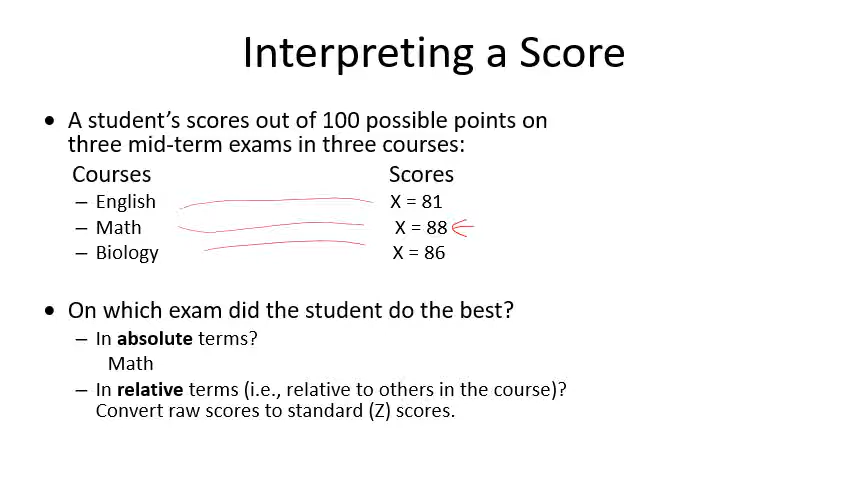 Interpreting a Score
• A student's scores out of 100 possible points on
three mid-term exams in three courses:
Courses Scores
– English X = 81
– Math X = 88
– Biology X = 86
• On which exam did the student do the best?
– In absolute terms?
Math
– In relative terms (i.e., relative to others in the course)?
Convert raw scores to standard (Z) scores.